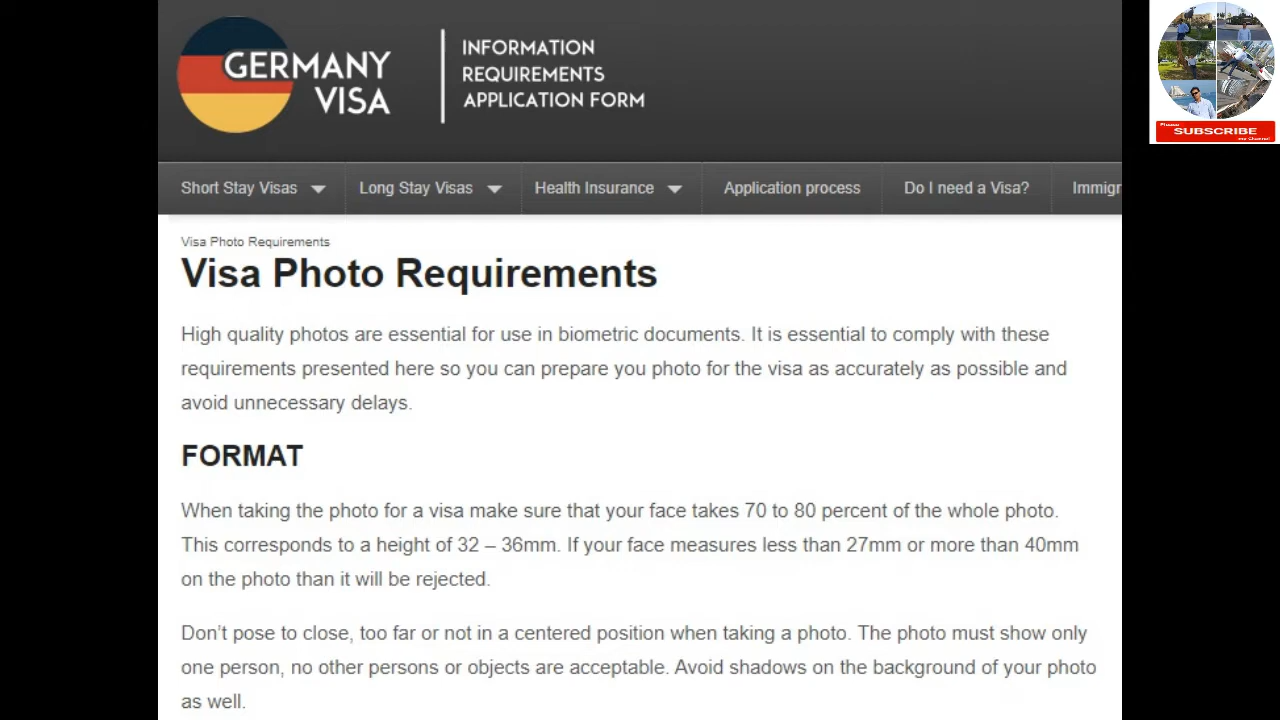 GERMANY
VISA
INFORMATION
REQUIREMENTS
APPLICATION FORM
Please
SUBSCRIBE
my Channel
Short Stay Visas
Long Stay Visas
Health Insurance
Application process
Do I need a Visa?
Immigr
Visa Photo Requirements
Visa Photo Requirements
High quality photos are essential for use in biometric documents. It is essential to comply with these
requirements presented here so you can prepare you photo for the visa as accurately as possible and
avoid unnecessary delays.
FORMAT
When taking the photo for a visa make sure that your face takes 70 to 80 percent of the whole photo.
This corresponds to a height of 32 – 36mm. If your face measures less than 27mm or more than 40mm
on the photo than it will be rejected.
Don’t pose to close, too far or not in a centered position when taking a photo. The photo must show only
one person, no other persons or objects are acceptable. Avoid shadows on the background of your photo
as well.